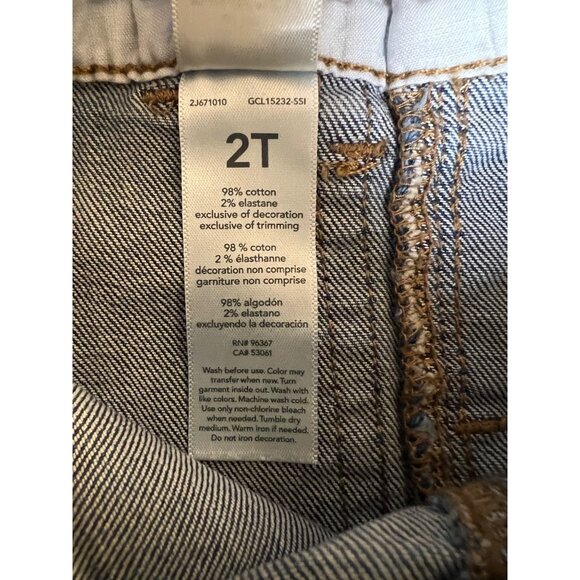 2J671010 GCL15232-SSI
2T
98% cotton
2% elastane
exclusive of decoration
exclusive of trimming
98 % coton
2 % élasthanne
décoration non comprise
garniture non comprise
98% algodón
2% elastano
excluyendo la decoración
RN# 96367
CA# 53061
Wash before use. Color may
transfer when new. Turn
garment inside out. Wash with
like colors. Machine wash cold.
Use only non-chlorine bleach
when needed. Tumble dry
medium. Warm iron if needed.
Do not iron decoration.